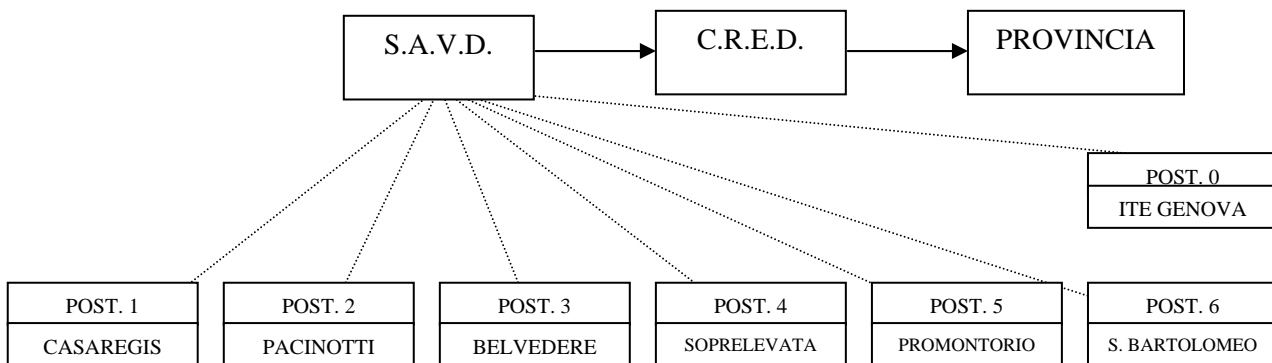 S.A.V.D.
C.R.E.D.
PROVINCIA
POST. 0
ITE GENOVA
POST. 1
CASAREGIS
POST. 2
PACINOTTI
POST. 3
BELVEDERE
POST. 4
SOPRELEVATA
POST. 5
PROMONTORIO
POST. 6
S. BARTOLOMEO